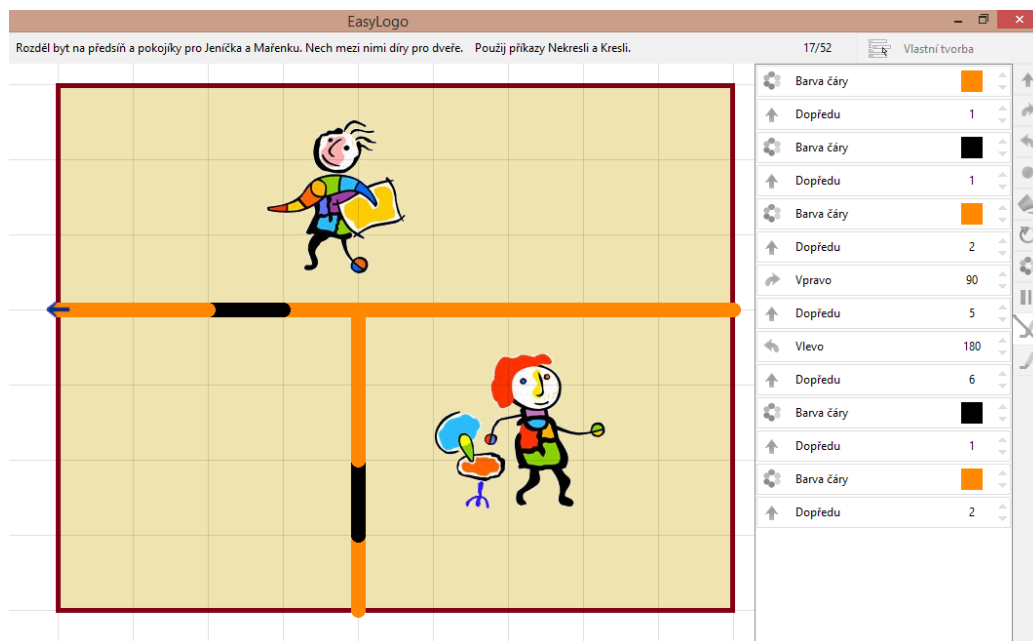 EasyLogo
Rozděl byt na předsíň a pokojíky pro Jeníčka a Mařenku. Nech mezi nimi díry pro dveře. Použij příkazy Nekresli a Kresli. 17/52 Vlastní tvorba
Barva čáry
Dopředu 1
Barva čáry
Dopředu 1
Barva čáry
Dopředu 2
Vpravo 90
Dopředu 5
Vlevo 180
Dopředu 6
Barva čáry
Dopředu 1
Barva čáry
Dopředu 2